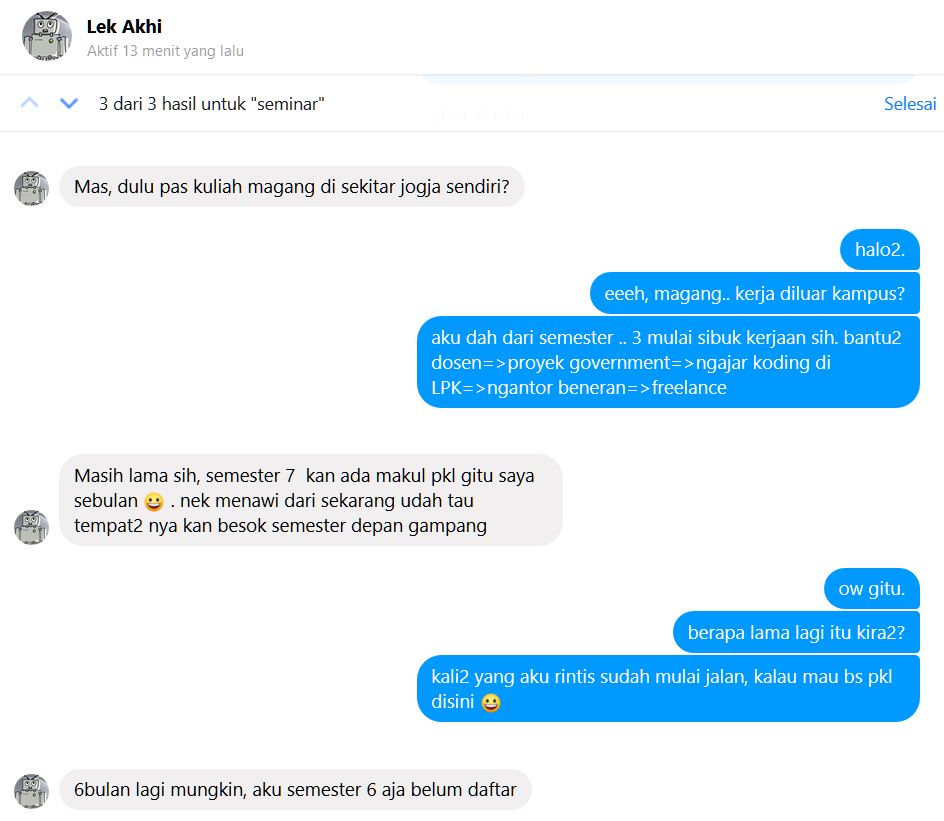 Lek Akhi
Aktif 13 menit yang lalu
3 dari 3 hasil untuk "seminar"
Selesai
Mas, dulu pas kuliah magang di sekitar jogja sendiri?
halo2.
eeeh, magang.. kerja diluar kampus?
aku dah dari semester .. 3 mulai sibuk kerjaan sih. bantu2
dosen=>proyek government=>ngajar koding di
LPK=>ngantor beneran=>freelance
Masih lama sih, semester 7  kan ada makul pkl gitu saya
sebulan 😀 . nek menawi dari sekarang udah tau
tempat2 nya kan besok semester depan gampang
ow gitu.
berapa lama lagi itu kira2?
kali2 yang aku rintis sudah mulai jalan, kalau mau bs pkl
disini 😀
6bulan lagi mungkin, aku semester 6 aja belum daftar